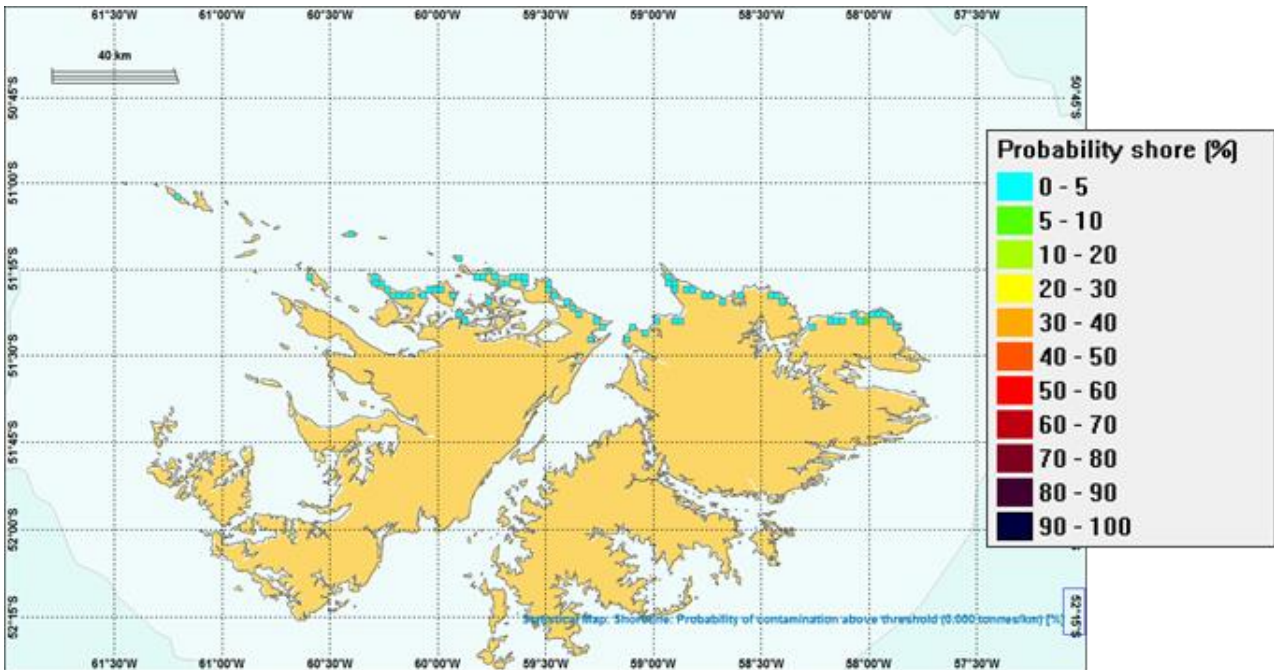 61°30'W 61°00'W 60°30'W 60°00'W 59°30'W 59°00'W 58°30'W 58°00'W 57°30'W
40 km
50°45'S 50°45'S
Probability shore (%)
51°00'S
0 - 5
5 - 10
10 - 20
51°15'S
20 - 30
30 - 40
51°30'S
40 - 50
50 - 60
60 - 70
51°45'S
70 - 80
80 - 90
90 - 100
52°00'S
52°15'S 52°15'S
Statistical Map: Shoreline: Probability of contamination above threshold (0.000 tonnes/km) [%]
61°30'W 61°00'W 60°30'W 60°00'W 59°30'W 59°00'W 58°30'W 58°00'W 57°30'W